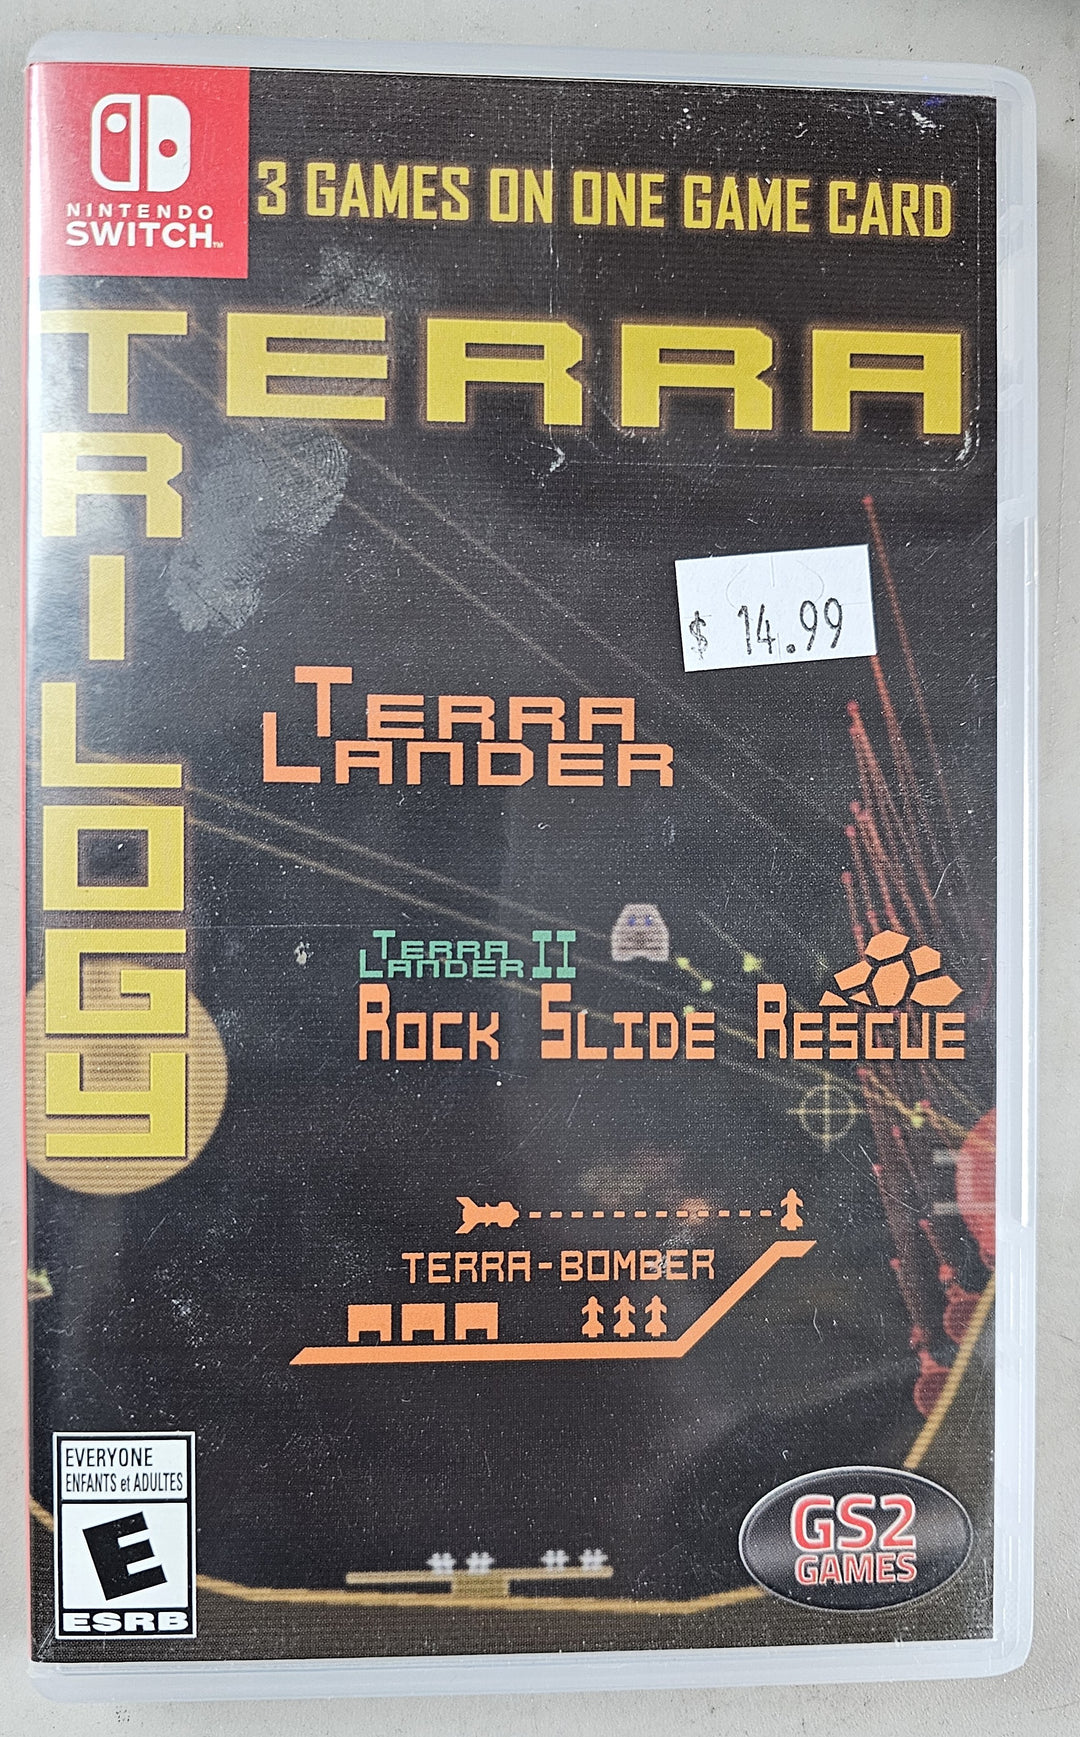 NINTENDO
SWITCH™
3 GAMES ON ONE GAME CARD
TERRA
TRILOGY
$ 14.99
TERRA
LANDER
TERRA
LANDER II
ROCK SLIDE RESCUE
TERRA-BOMBER
EVERYONE
ENFANTS et ADULTES
E
ESRB
GS2
GAMES